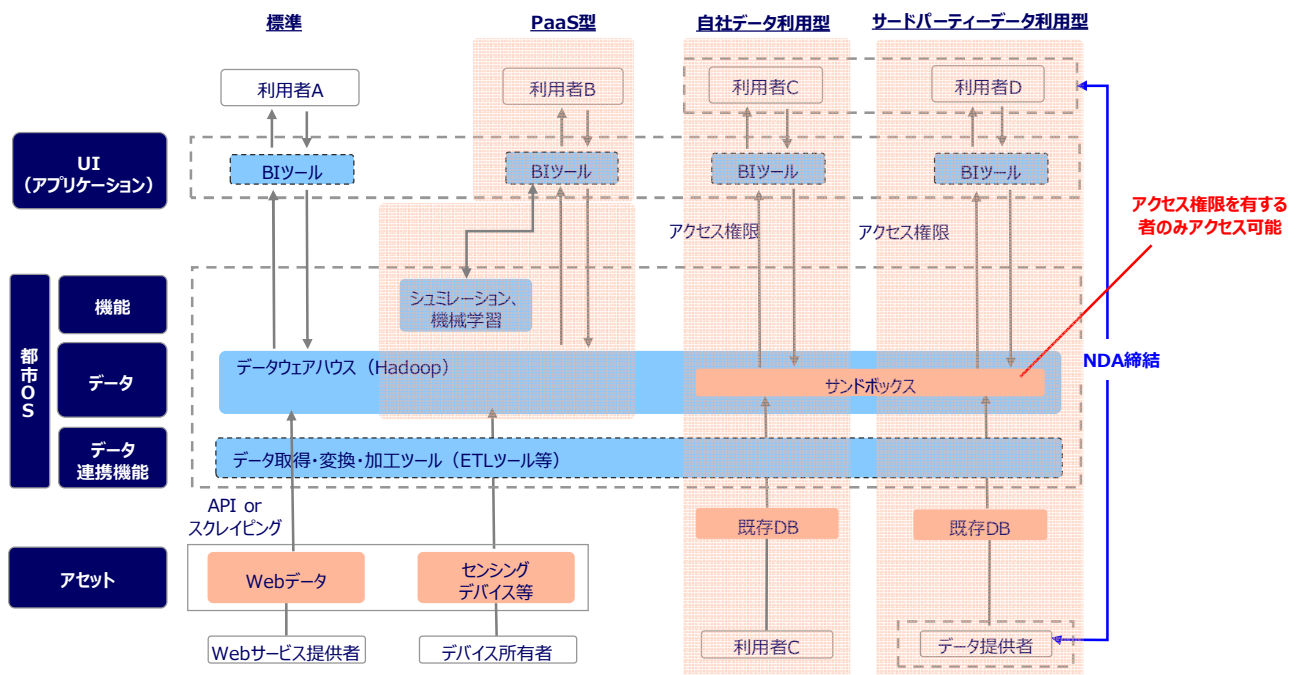 標準
PaaS型
自社データ利用型
サードパーティーデータ利用型
利用者A
利用者B
利用者C
利用者D
UI
（アプリケーション）
BIツール
BIツール
BIツール
BIツール
アクセス権限を有する
者のみアクセス可能
アクセス権限
アクセス権限
都市OS
機能
シュミレーション、
機械学習
データ
データウェアハウス（Hadoop）
サンドボックス
NDA締結
データ
連携機能
データ取得・変換・加工ツール（ETLツール等）
API or
スクレイピング
既存DB
既存DB
アセット
Webデータ
センシング
デバイス等
Webサービス提供者
デバイス所有者
利用者C
データ提供者